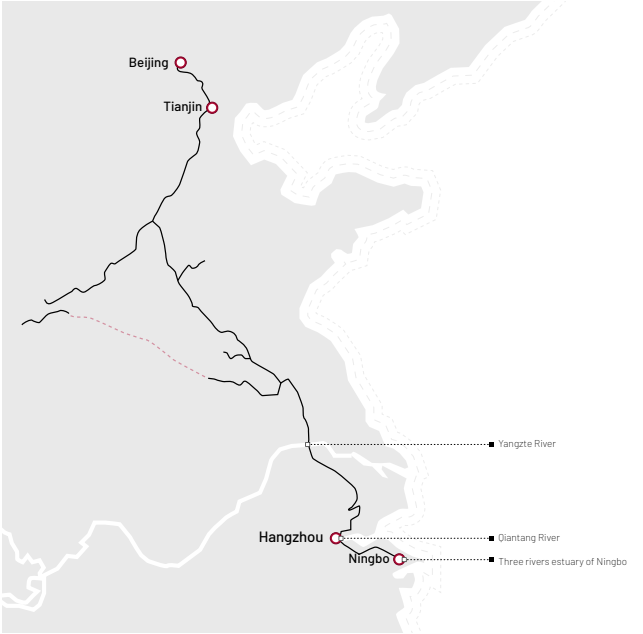 Beijing
Tianjin
Yangzte River
Hangzhou
Qiantang River
Ningbo
Three rivers estuary of Ningbo